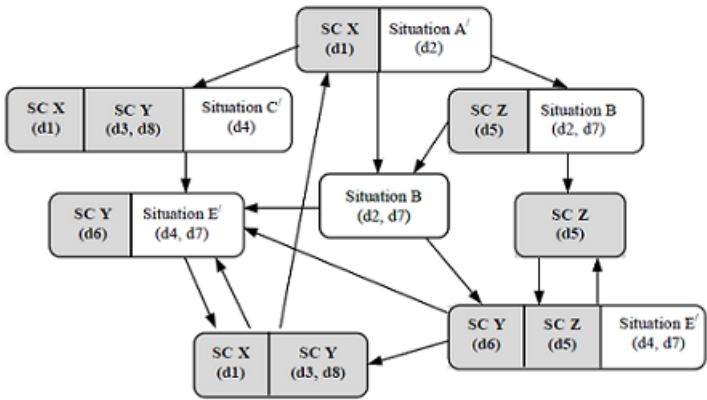 SC X
(d1)
Situation A/
(d2)
SC X
(d1)
SC Y
(d3, d8)
Situation C/
(d4)
SC Z
(d5)
Situation B
(d2, d7)
SC Y
(d6)
Situation E/
(d4, d7)
Situation B
(d2, d7)
SC Z
(d5)
SC X
(d1)
SC Y
(d3, d8)
SC Y
(d6)
SC Z
(d5)
Situation E/
(d4, d7)